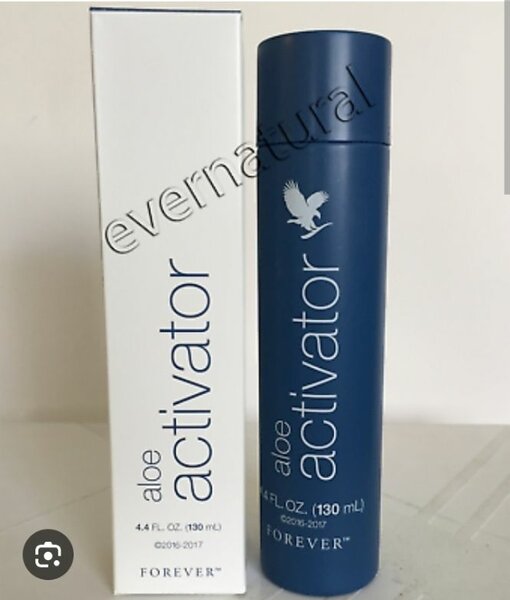 evernatural
aloe
activator
4.4 FL. OZ. (130 mL)
©2016-2017
FOREVER™
aloe
activator
4.4 FL. OZ. (130 mL)
©2016-2017
FOREVER™